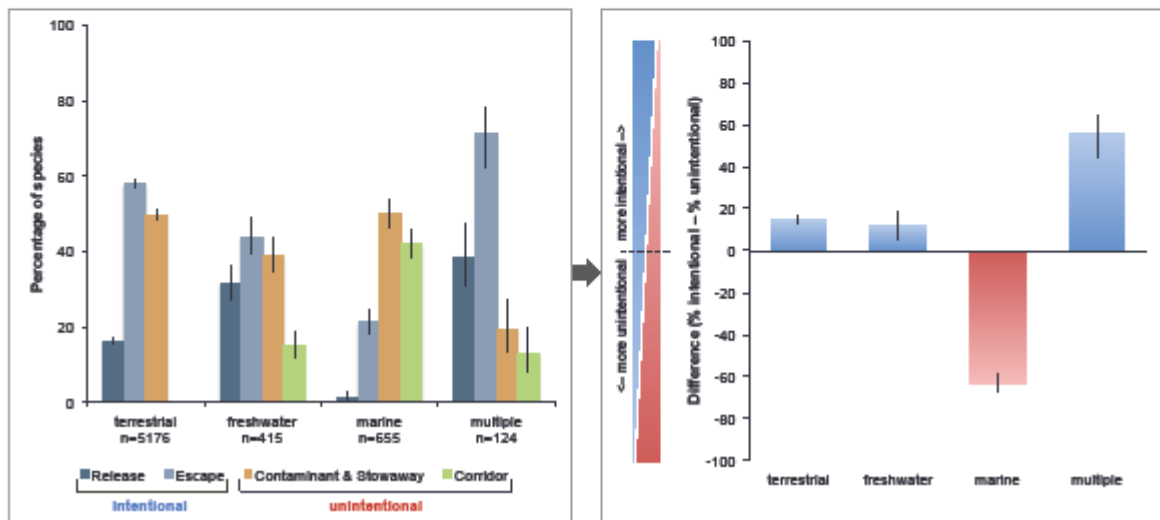 100
80
60
40
20
0
Percentage of species
terrestrial freshwater marine multiple
n=5176 n=415 n=655 n=124
Release Escape Contaminant & Stowaway Corridor
intentional unintentional
<-- more unintentional more intentional -->
Difference (% intentional – % unintentional)
100
80
60
40
20
0
-20
-40
-60
-80
-100
terrestrial freshwater marine multiple